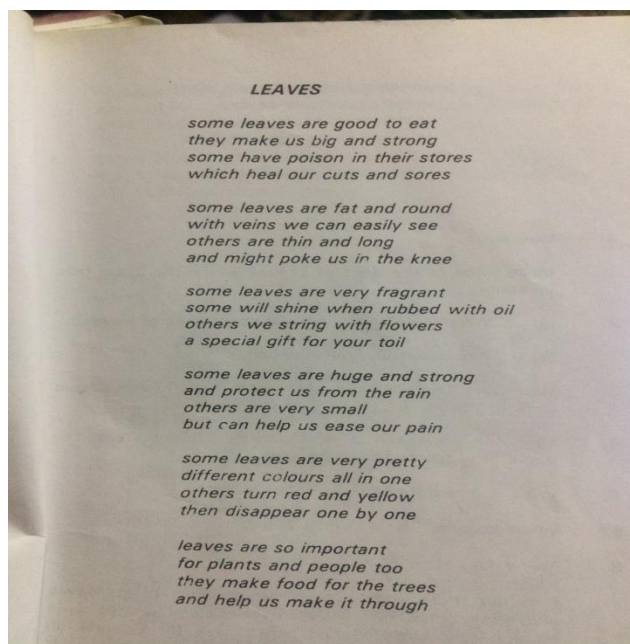 LEAVES
some leaves are good to eat
they make us big and strong
some have poison in their stores
which heal our cuts and sores
some leaves are fat and round
with veins we can easily see
others are thin and long
and might poke us in the knee
some leaves are very fragrant
some will shine when rubbed with oil
others we string with flowers
a special gift for your toil
some leaves are huge and strong
and protect us from the rain
others are very small
but can help us ease our pain
some leaves are very pretty
different colours all in one
others turn red and yellow
then disappear one by one
leaves are so important
for plants and people too
they make food for the trees
and help us make it through